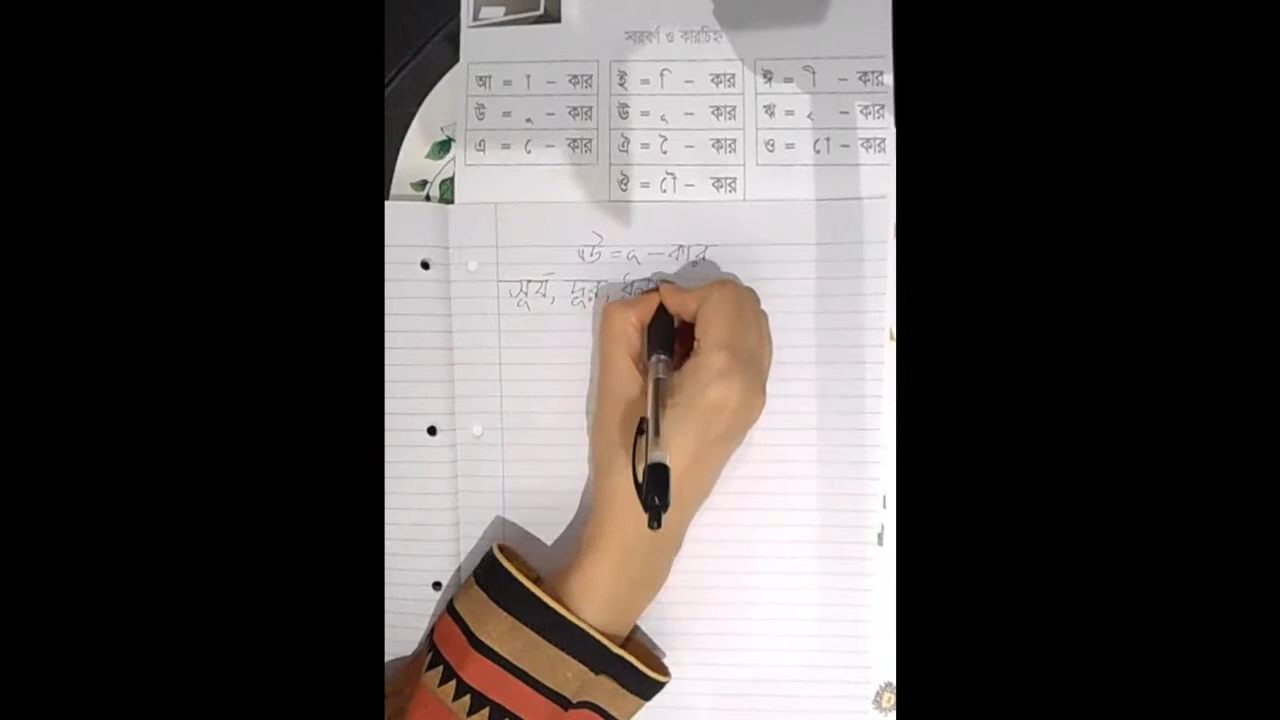 স্বরবর্ণ ও কারচিহ্ন
আ = া - কার ই = ি - কার ঈ = ী - কার
উ = ু - কার ঊ = ূ - কার ঋ = ৃ - কার
এ = ে - কার ঐ = ৈ - কার ও = ো - কার
ঔ = ৌ - কার
ঊ = ূ - কার
সূর্য, দূর,